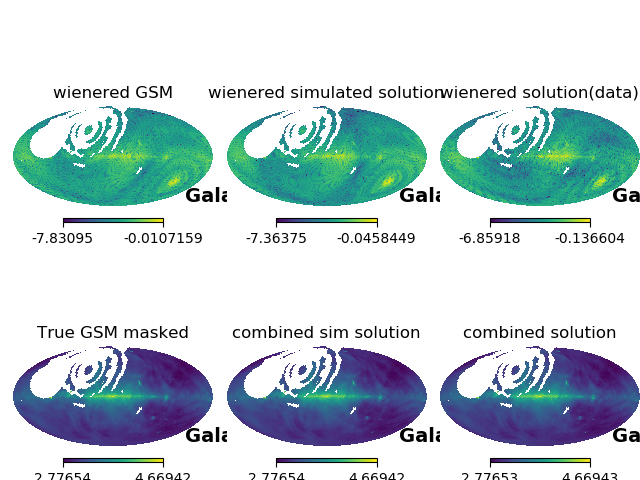 wienered GSM
wienered simulated solution
wienered solution(data)
Gala
Gala
Ga
-7.83095 -0.0107159
-7.36375 -0.0458449
-6.85918 -0.136604
True GSM masked
combined sim solution
combined solution
Gala
Gala
Ga
2.77654 4.66942
2.77654 4.66942
2.77653 4.66943